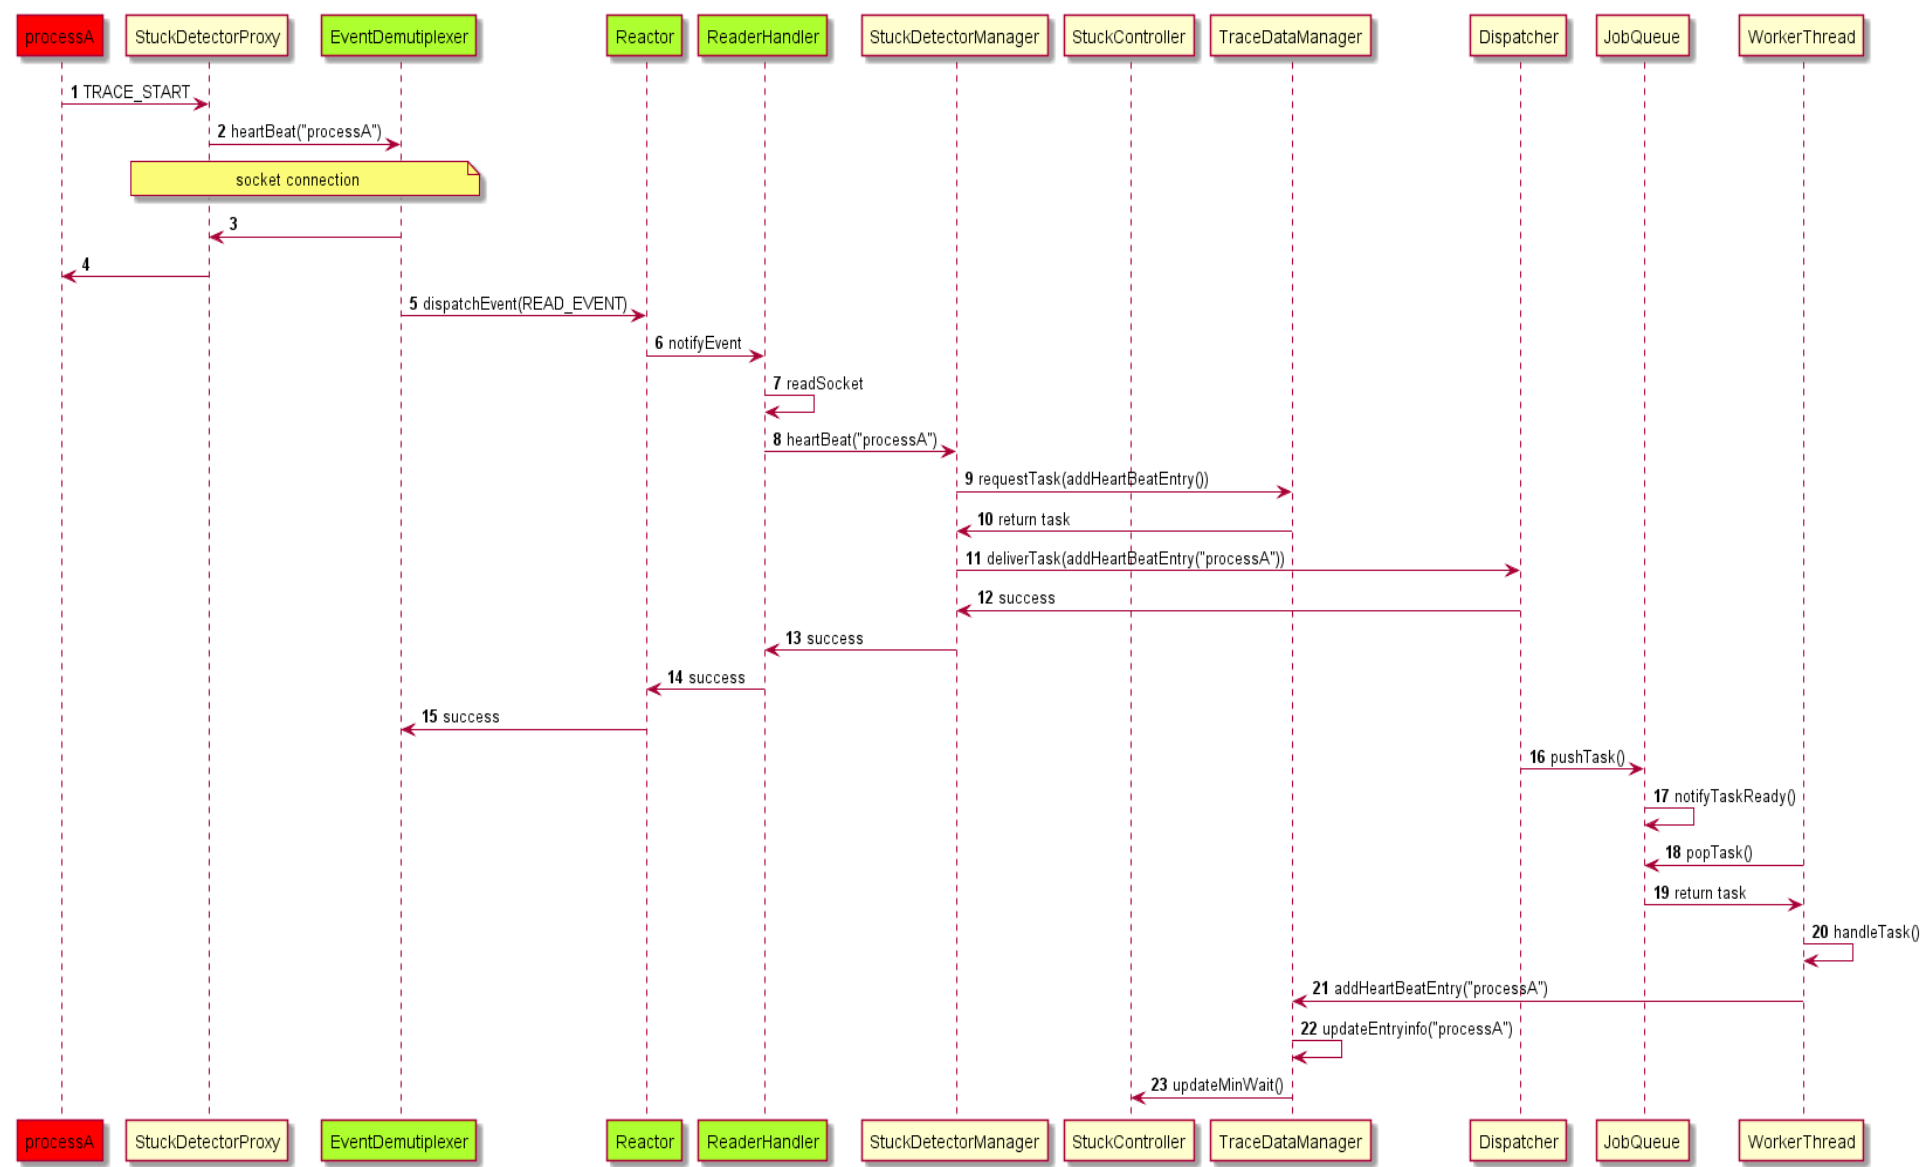 processA StuckDetectorProxy EventDemutiplexer Reactor ReaderHandler StuckDetectorManager StuckController TraceDataManager Dispatcher JobQueue WorkerThread
1 TRACE_START
2 heartBeat("processA")
socket connection
3
4
5 dispatchEvent(READ_EVENT)
6 notifyEvent
7 readSocket
8 heartBeat("processA")
9 requestTask(addHeartBeatEntry())
10 return task
11 deliverTask(addHeartBeatEntry("processA"))
12 success
13 success
14 success
15 success
16 pushTask()
17 notifyTaskReady()
18 popTask()
19 return task
20 handleTask()
21 addHeartBeatEntry("processA")
22 updateEntryinfo("processA")
23 updateMinWait()
processA StuckDetectorProxy EventDemutiplexer Reactor ReaderHandler StuckDetectorManager StuckController TraceDataManager Dispatcher JobQueue WorkerThread